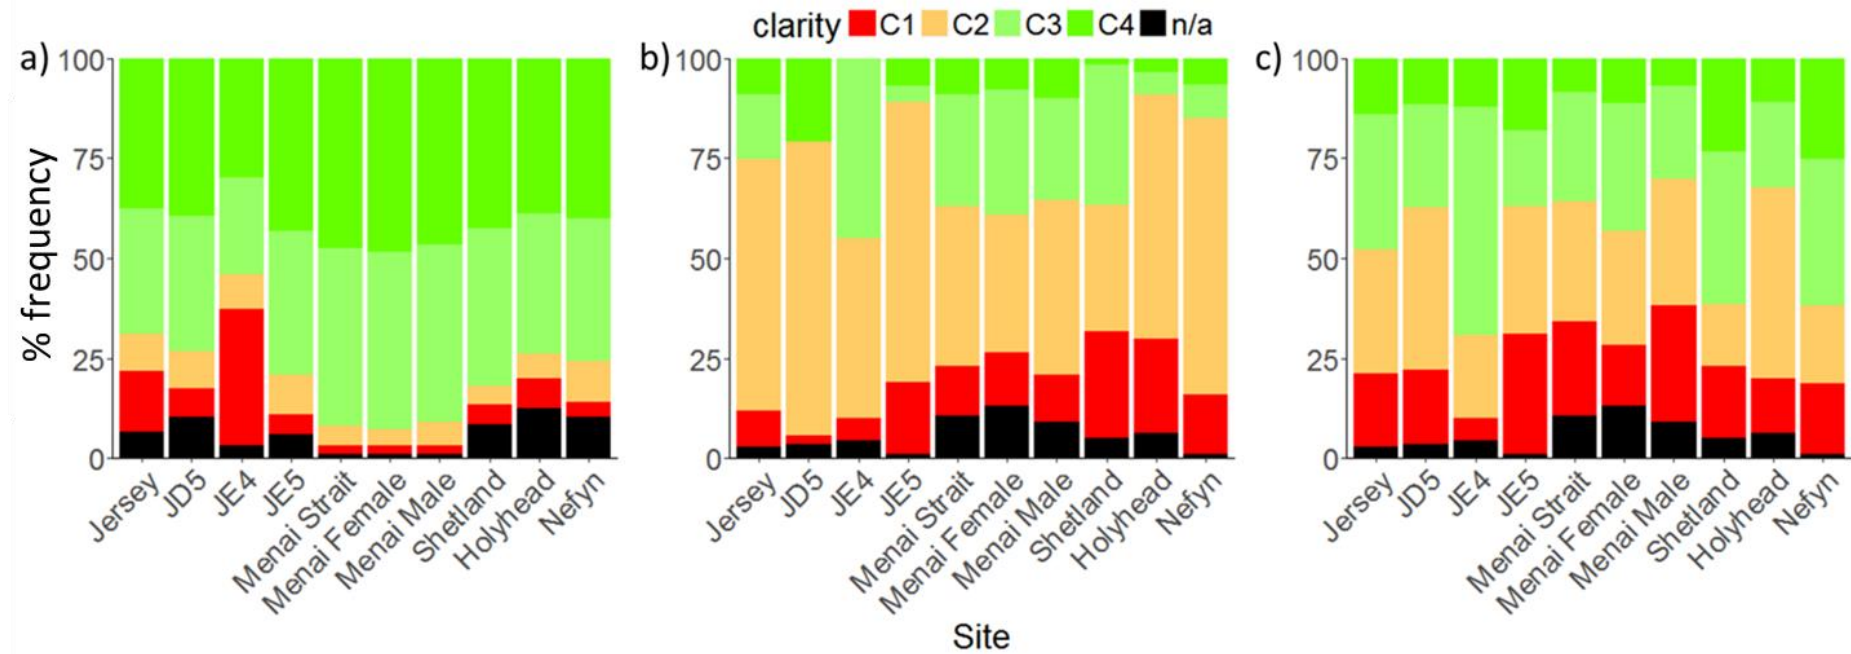 clarity C1 C2 C3 C4 n/a
a) b) c)
% frequency
100
75
50
25
0
Jersey
JD5
JE4
JE5
Menai Strait
Menai Female
Menai Male
Shetland
Holyhead
Nefyn
100
75
50
25
0
Jersey
JD5
JE4
JE5
Menai Strait
Menai Female
Menai Male
Shetland
Holyhead
Nefyn
100
75
50
25
0
Jersey
JD5
JE4
JE5
Menai Strait
Menai Female
Menai Male
Shetland
Holyhead
Nefyn
Site